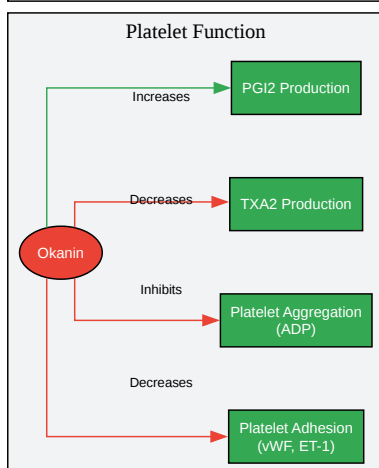 Platelet Function
PGI2 Production
Increases
Decreases
TXA2 Production
Okanin
Inhibits
Platelet Aggregation
(ADP)
Decreases
Platelet Adhesion
(vWF, ET-1)